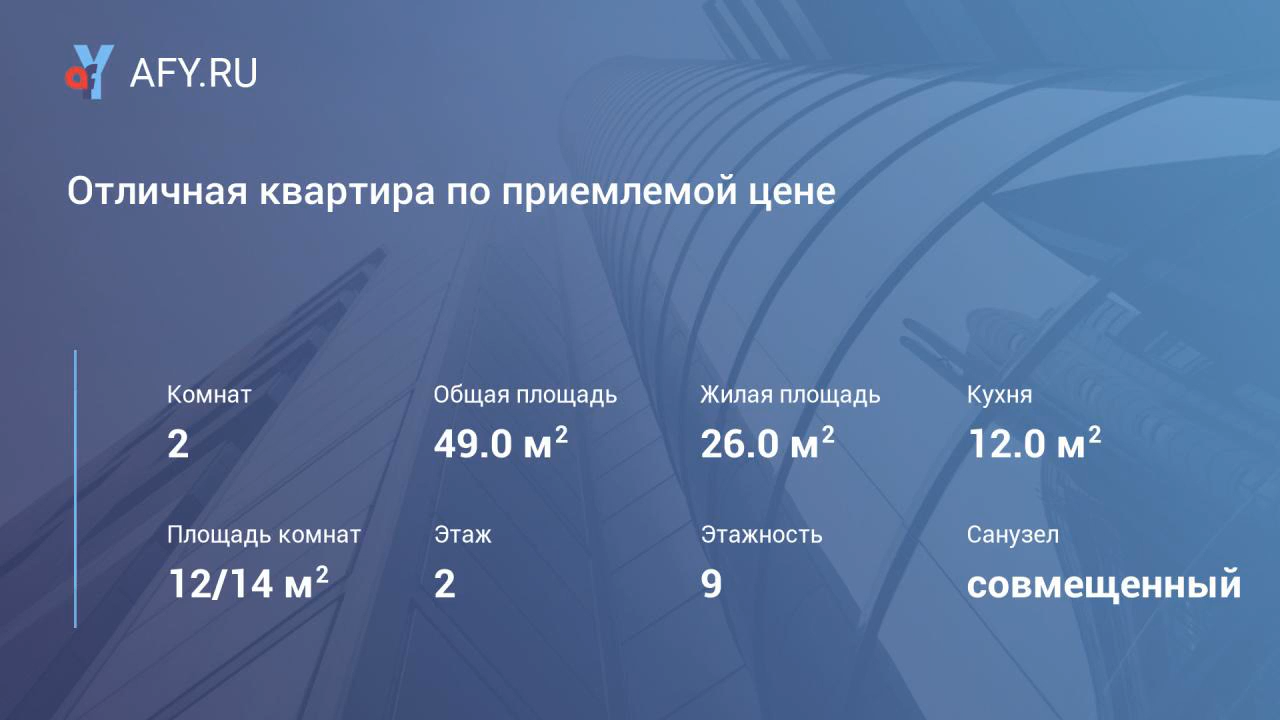 AFY.RU
Отличная квартира по приемлемой цене
Комнат
2
Общая площадь
49.0 м²
Жилая площадь
26.0 м²
Кухня
12.0 м²
Площадь комнат
12/14 м²
Этаж
2
Этажность
9
Санузел
совмещенный